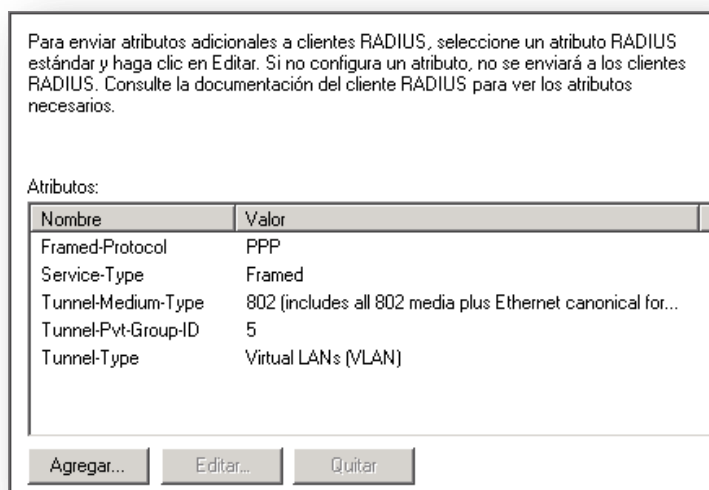 Para enviar atributos adicionales a clientes RADIUS, seleccione un atributo RADIUS
estándar y haga clic en Editar. Si no configura un atributo, no se enviará a los clientes
RADIUS. Consulte la documentación del cliente RADIUS para ver los atributos
necesarios.
Atributos:
Nombre Valor
Framed-Protocol PPP
Service-Type Framed
Tunnel-Medium-Type 802 (includes all 802 media plus Ethernet canonical for...
Tunnel-Pvt-Group-ID 5
Tunnel-Type Virtual LANs (VLAN)
Agregar... Editar... Quitar